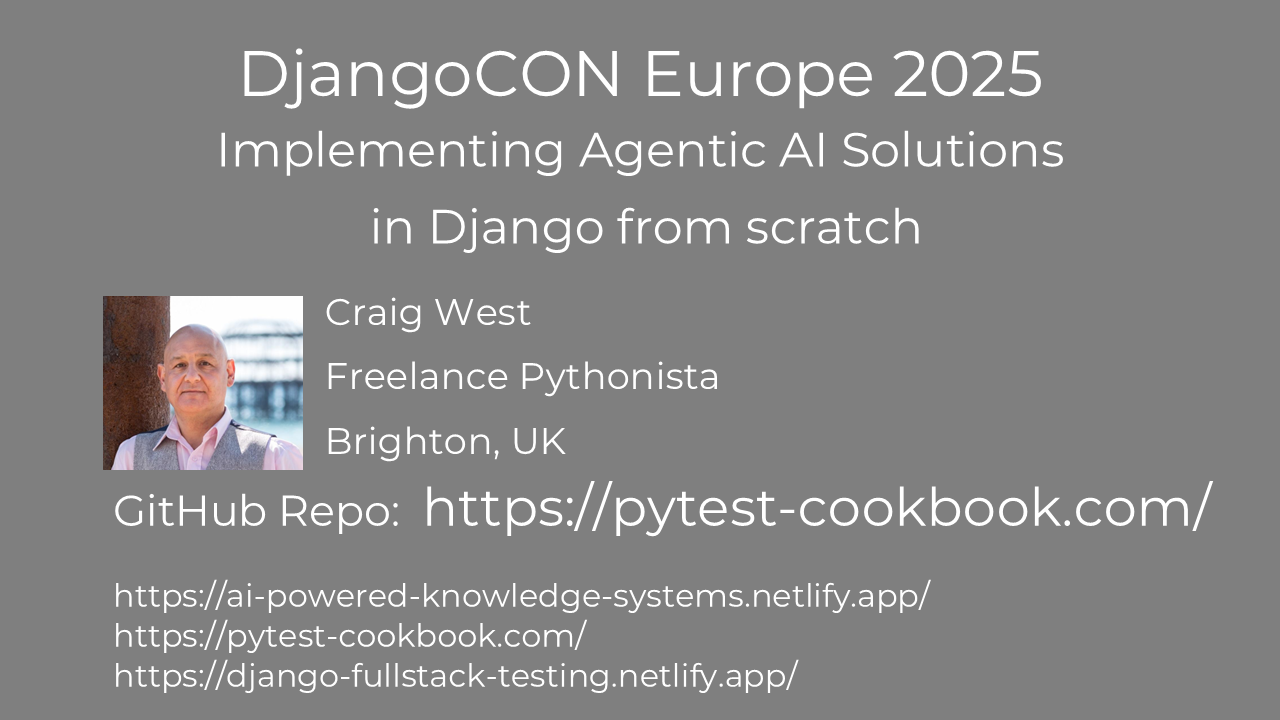 DjangoCON Europe 2025
Implementing Agentic AI Solutions
in Django from scratch
Craig West
Freelance Pythonista
Brighton, UK
GitHub Repo: https://pytest-cookbook.com/
https://ai-powered-knowledge-systems.netlify.app/
https://pytest-cookbook.com/
https://django-fullstack-testing.netlify.app/